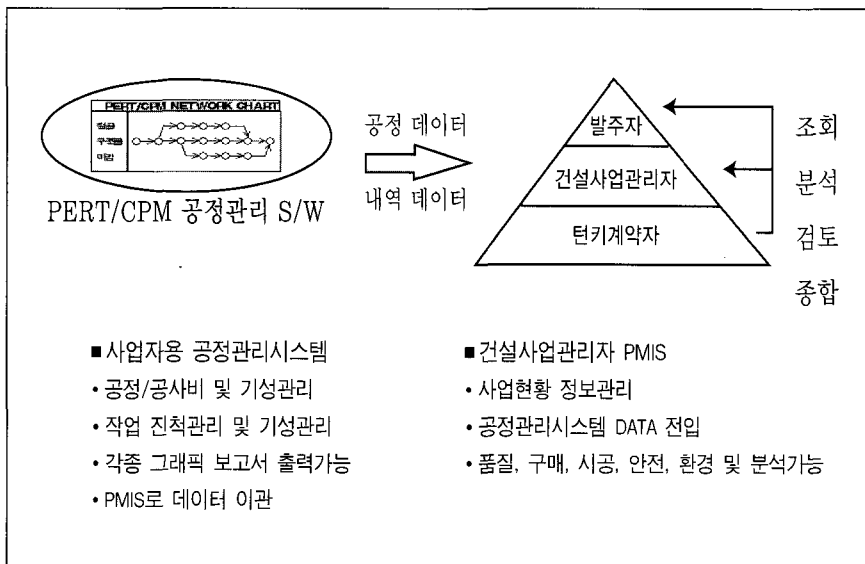 PERT/CPM NETWORK CHART
마감
PERT/CPM 공정관리 S/W
공정 데이터
내역 데이터
발주자
건설사업관리자
턴키계약자
조회
분석
검토
종합
■ 사업자용 공정관리시스템
• 공정/공사비 및 기성관리
• 작업 진척관리 및 기성관리
• 각종 그래픽 보고서 출력가능
• PMIS로 데이터 이관
■ 건설사업관리자 PMIS
• 사업현황 정보관리
• 공정관리시스템 DATA 전입
• 품질, 구매, 시공, 안전, 환경 및 분석가능